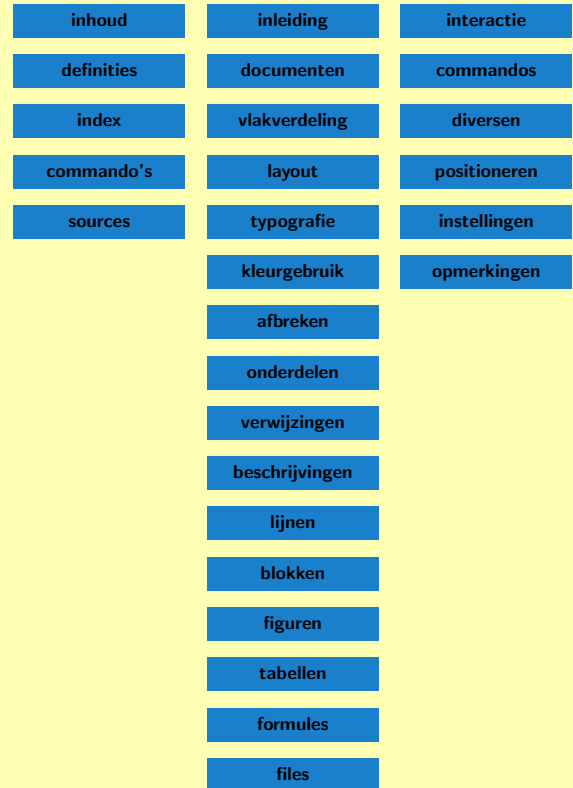 inhoud
definities
index
commando's
sources
inleiding
documenten
vlakverdeling
layout
typografie
kleurgebruik
afbreken
onderdelen
verwijzingen
beschrijvingen
lijnen
blokken
figuren
tabellen
formules
files
interactie
commandos
diversen
positioneren
instellingen
opmerkingen